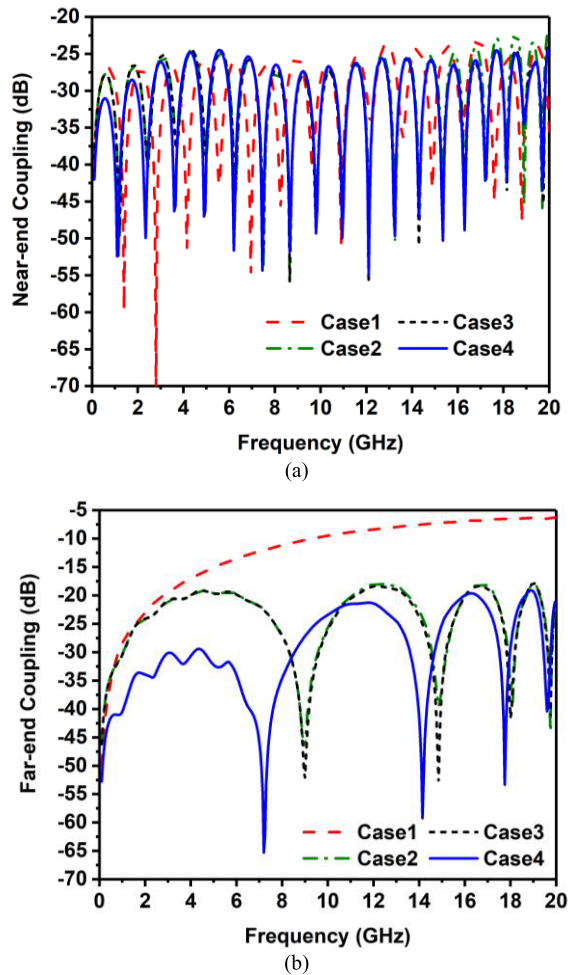 -20
-25
-30
-35
-40
-45
-50
-55
-60
-65
-70
Near-end Coupling (dB)
Case1 Case3
Case2 Case4
0 2 4 6 8 10 12 14 16 18 20
Frequency (GHz)
(a)
-5
-10
-15
-20
-25
-30
-35
-40
-45
-50
-55
-60
-65
-70
Far-end Coupling (dB)
Case1 Case3
Case2 Case4
0 2 4 6 8 10 12 14 16 18 20
Frequency (GHz)
(b)